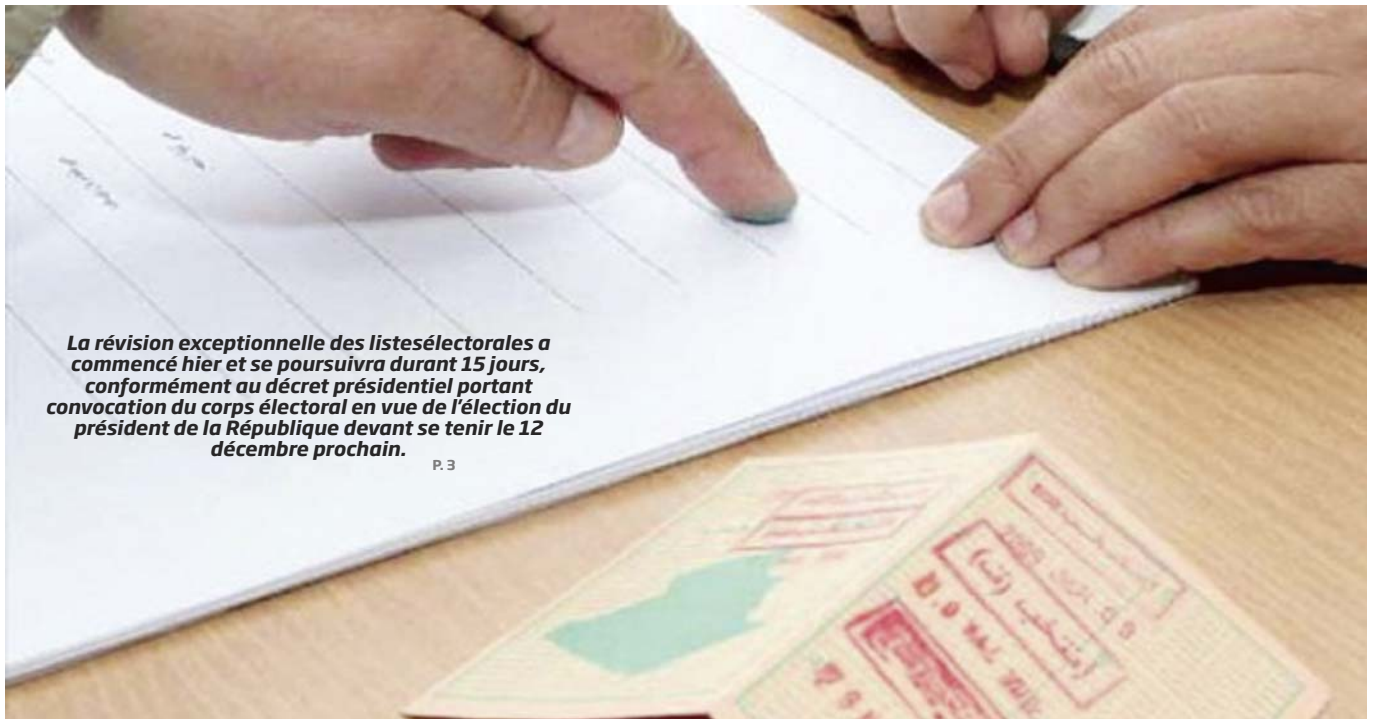 La révision exceptionnelle des listesélectorales a
commencé hier et se poursuivra durant 15 jours,
conformément au décret présidentiel portant
convocation du corps électoral en vue de l'élection du
président de la République devant se tenir le 12
décembre prochain.
P. 3
(منتخب (ت